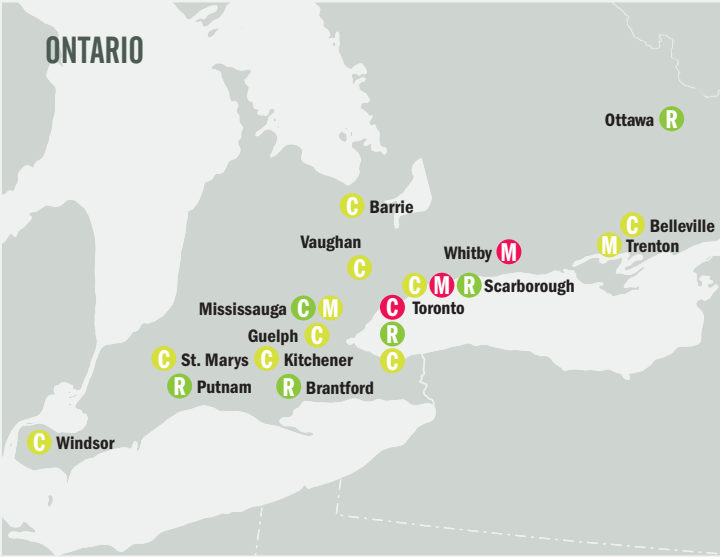 ONTARIO
Ottawa R
C Barrie
C Belleville
M Trenton
Vaughan
C
Whitby M
C M R Scarborough
Mississauga C M
C Toronto
Guelph C
R
St. Marys
C
C Kitchener
C
R Putnam
R Brantford
C Windsor